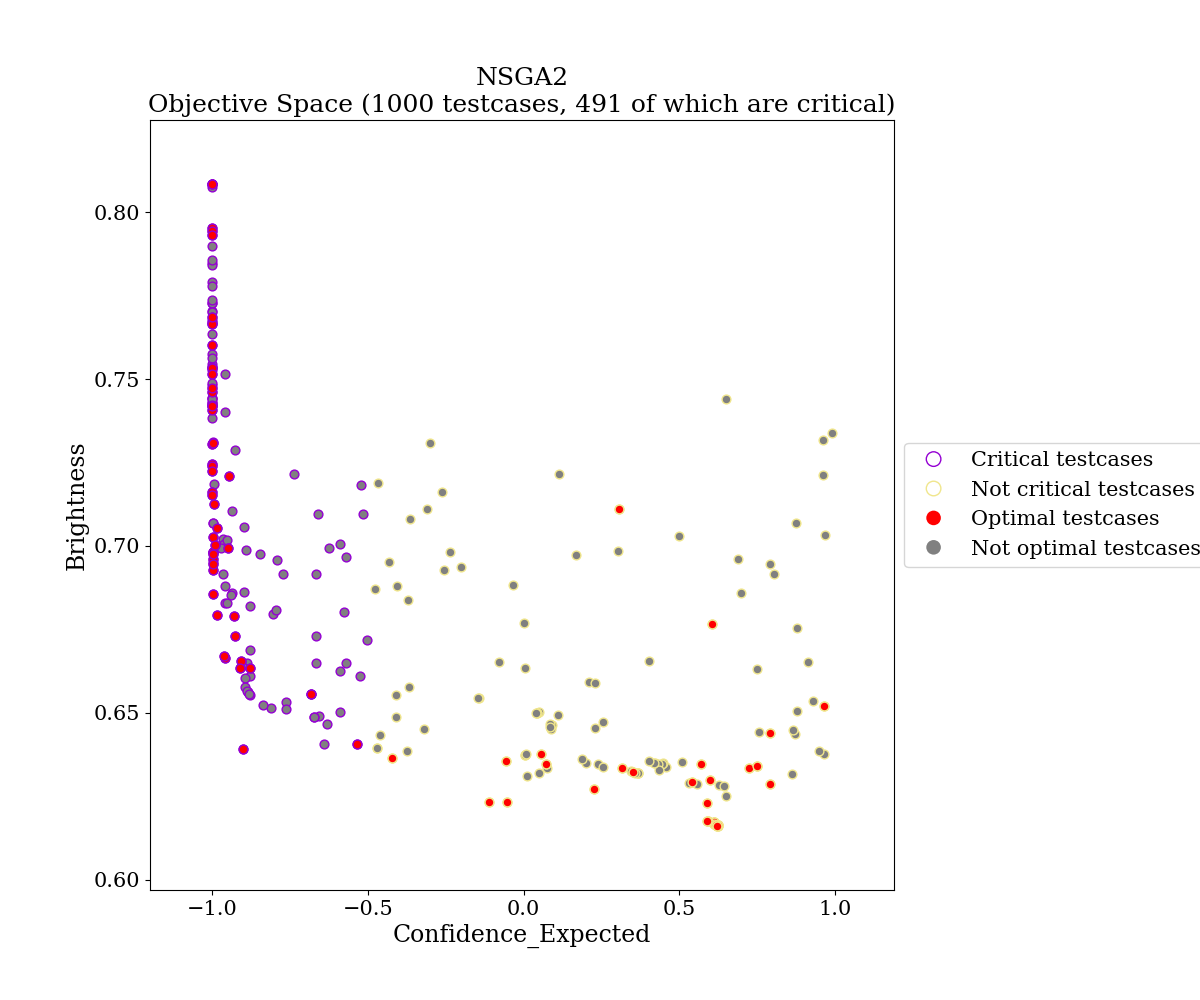 NSGA2
Objective Space (1000 testcases, 491 of which are critical)
0.80
0.75
0.70
0.65
0.60
Brightness
−1.0
−0.5
0.0
0.5
1.0
Confidence_Expected
Critical testcases
Not critical testcases
Optimal testcases
Not optimal testcases